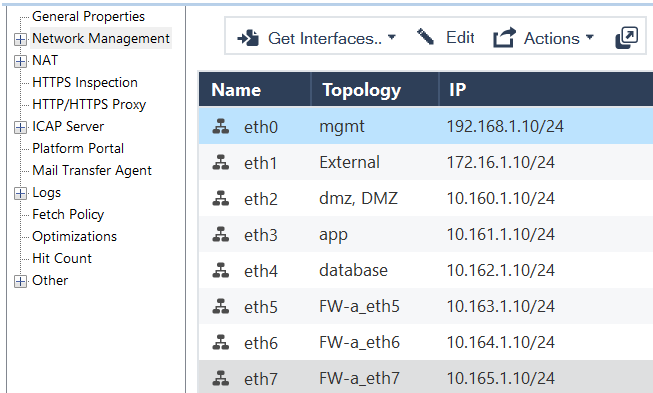 General Properties
Network Management
NAT
HTTPS Inspection
HTTP/HTTPS Proxy
ICAP Server
Platform Portal
Mail Transfer Agent
Logs
Fetch Policy
Optimizations
Hit Count
Other
Get Interfaces.. Edit Actions
Name Topology IP
eth0 mgmt 192.168.1.10/24
eth1 External 172.16.1.10/24
eth2 dmz, DMZ 10.160.1.10/24
eth3 app 10.161.1.10/24
eth4 database 10.162.1.10/24
eth5 FW-a_eth5 10.163.1.10/24
eth6 FW-a_eth6 10.164.1.10/24
eth7 FW-a_eth7 10.165.1.10/24